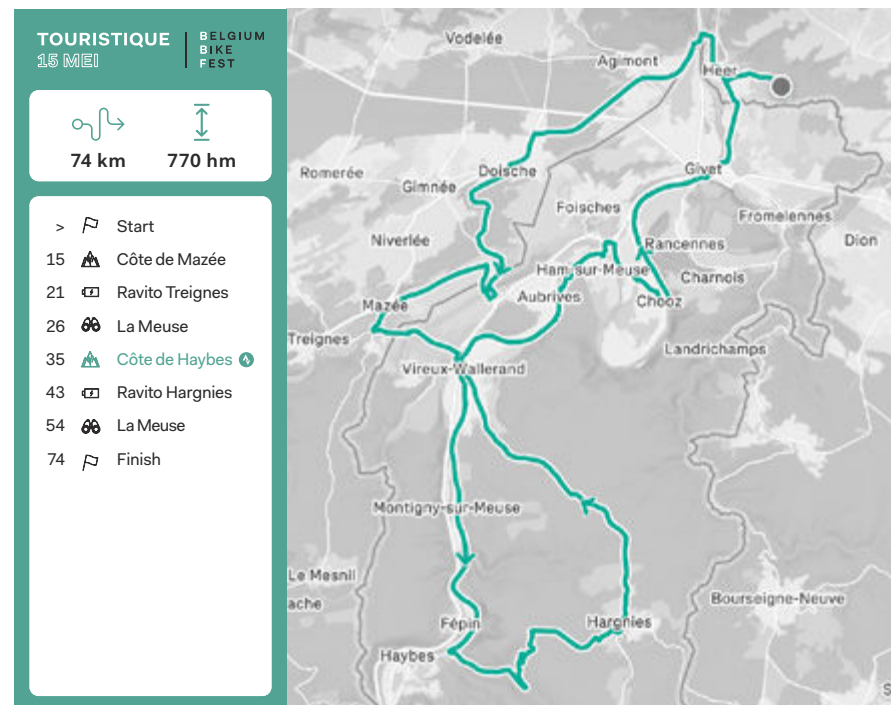 TOURISTIQUE
15 MEI
BELGIUM
BIKE
FEST
74 km
770 hm
> Start
15 Côte de Mazée
21 Ravito Treignes
26 La Meuse
35 Côte de Haybes
43 Ravito Hargnies
54 La Meuse
74 Finish
Vodelée
Agimont
Heer
Romerée
Doische
Givet
Gimnée
Foisches
Fromelennes
Niverlée
Rancennes
Dion
Ham-sur-Meuse
Charnois
Mazée
Aubrives
Chooz
Treignes
Landrichamps
Vireux-Wallerand
Montigny-sur-Meuse
Le Mesnil
ache
Bourseigne-Neuve
Fépin
Hargnies
Haybes
S